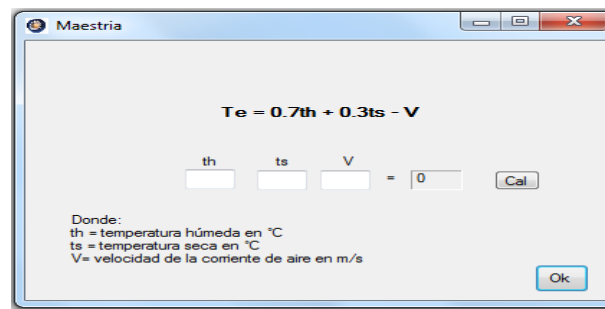 Maestria
Te = 0.7th + 0.3ts - V
th ts V
= 0 Cal
Donde:
th = temperatura húmeda en °C
ts = temperatura seca en °C
V= velocidad de la corriente de aire en m/s
Ok